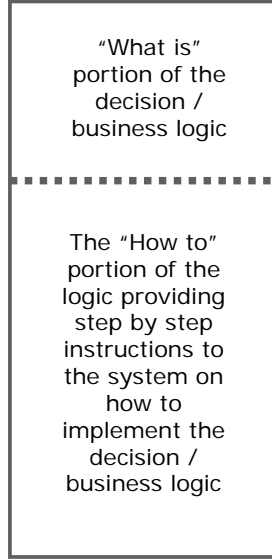 “What is”
portion of the
decision /
business logic
The “How to”
portion of the
logic providing
step by step
instructions to
the system on
how to
implement the
decision /
business logic